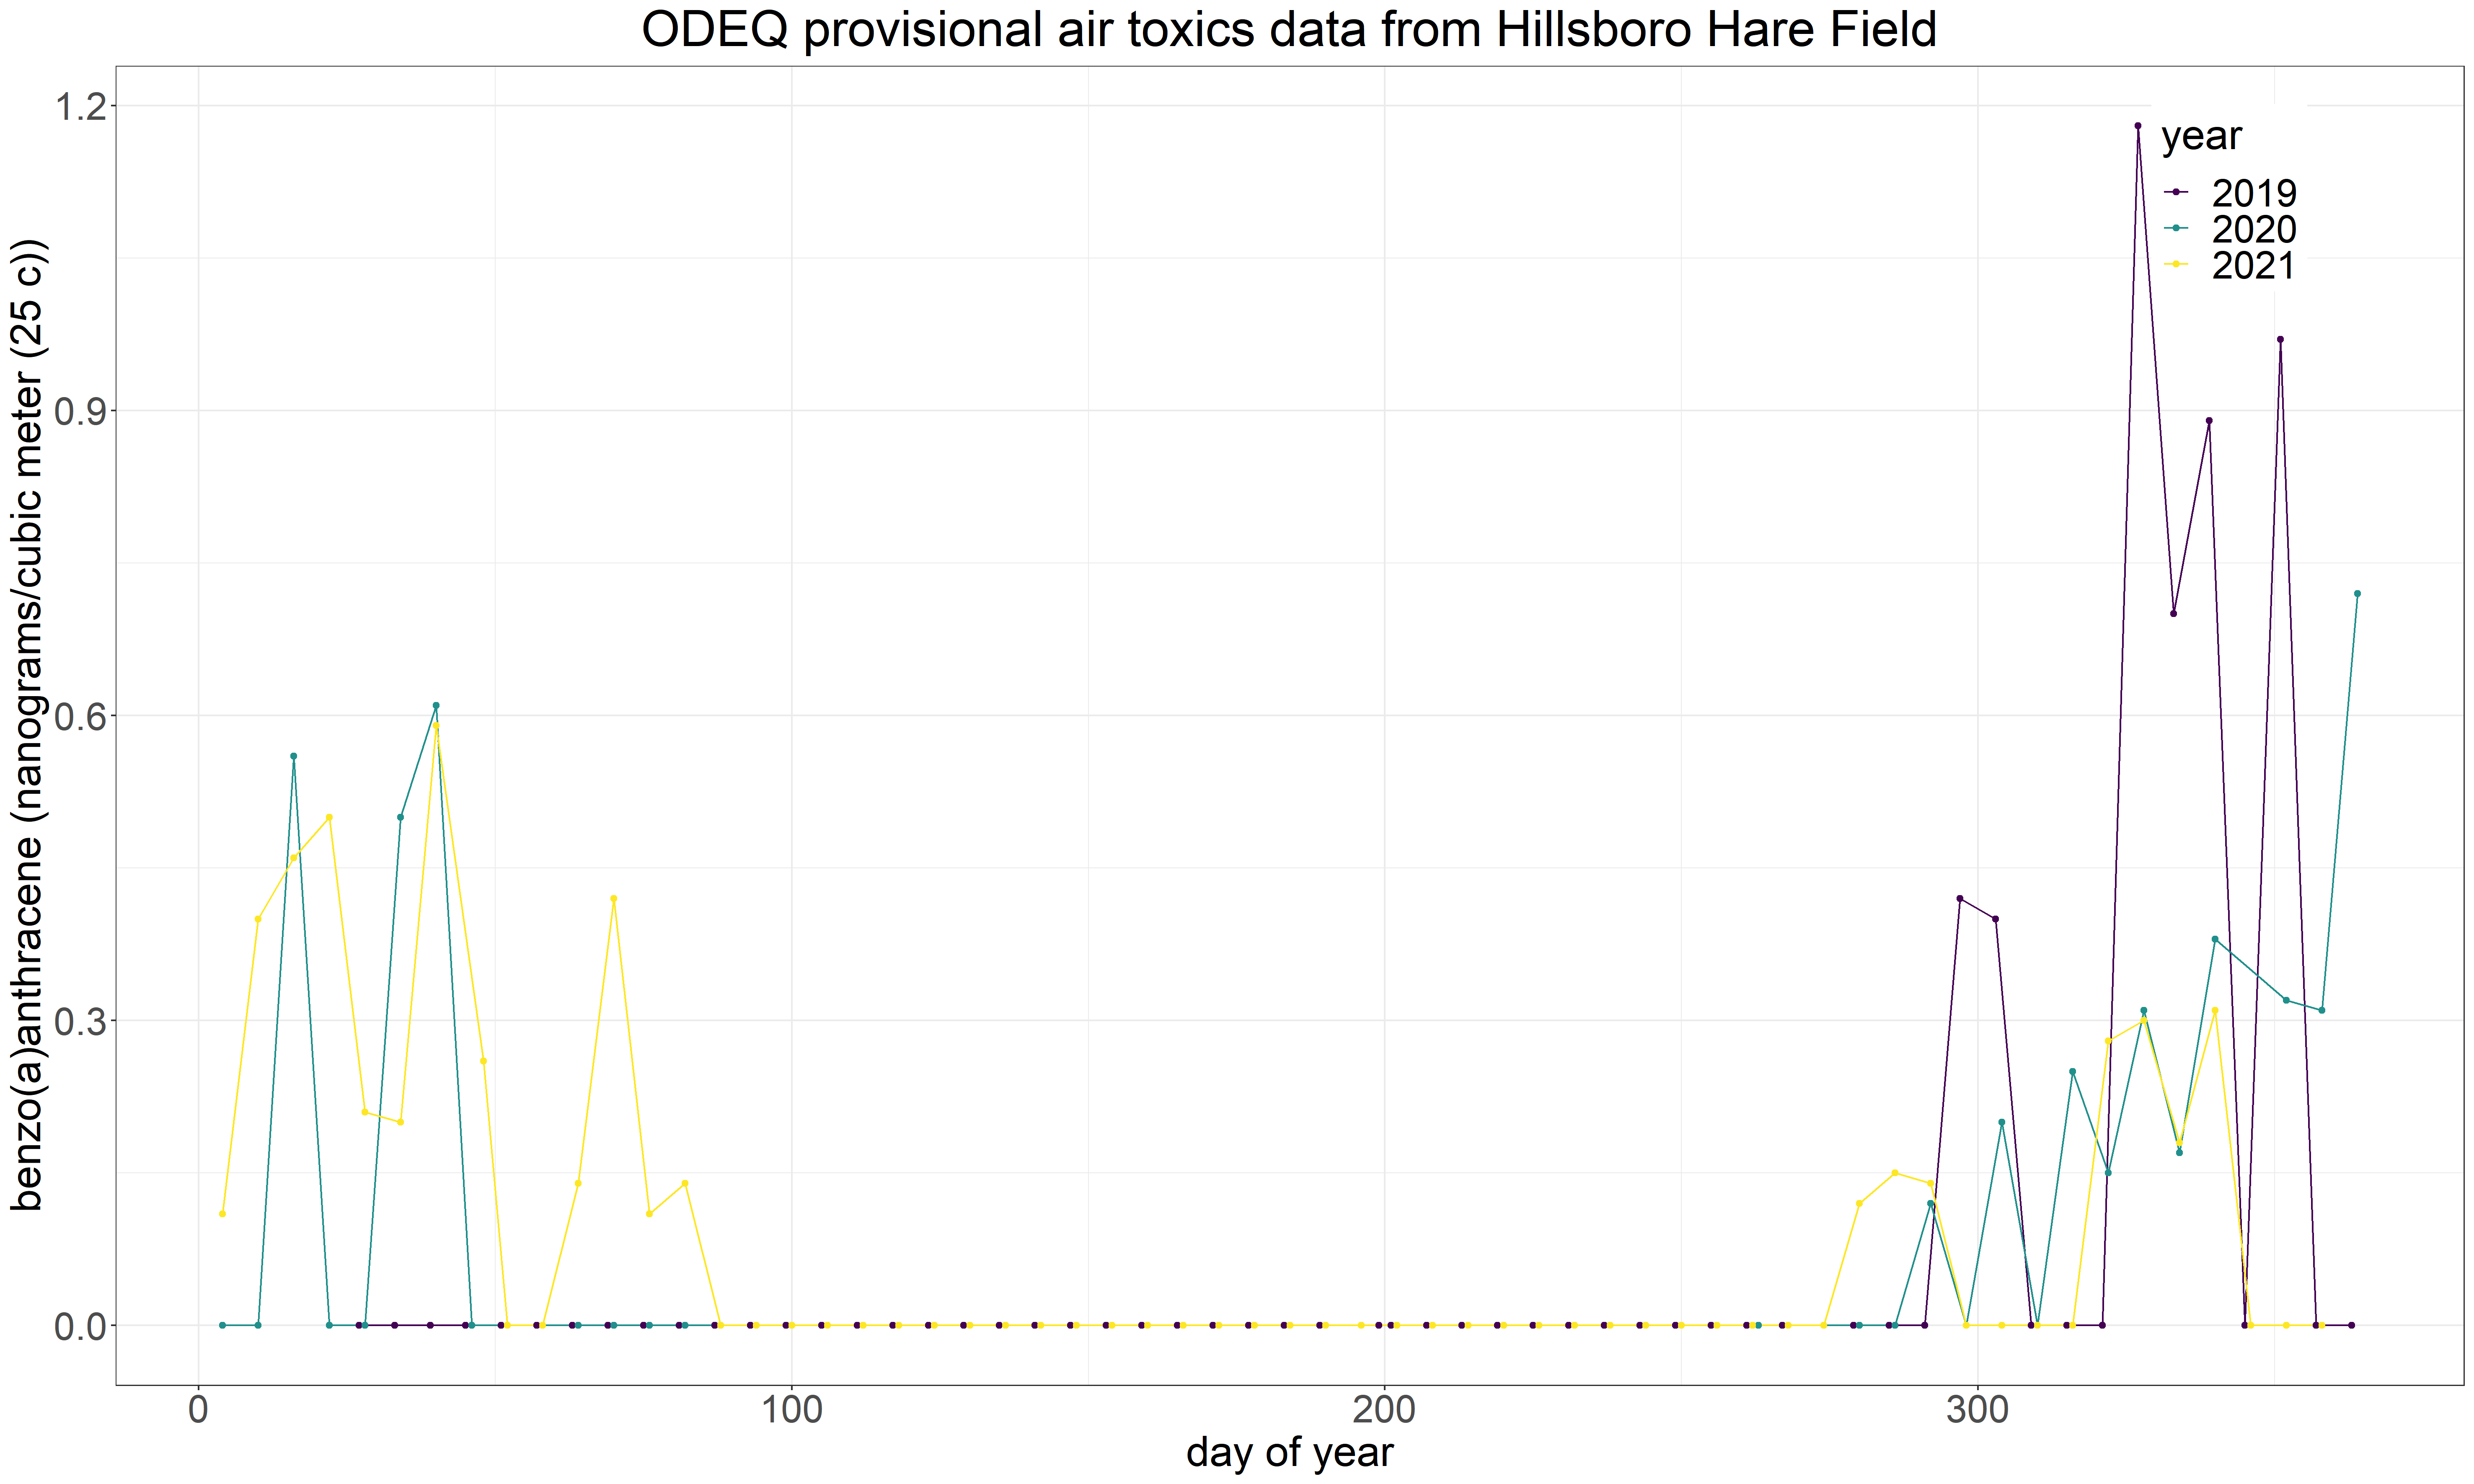 ODEQ provisional air toxics data from Hillsboro Hare Field
benzo(a)anthracene (nanograms/cubic meter (25 c))
1.2
0.9
0.6
0.3
0.0
year
2019
2020
2021
0 100 200 300
day of year